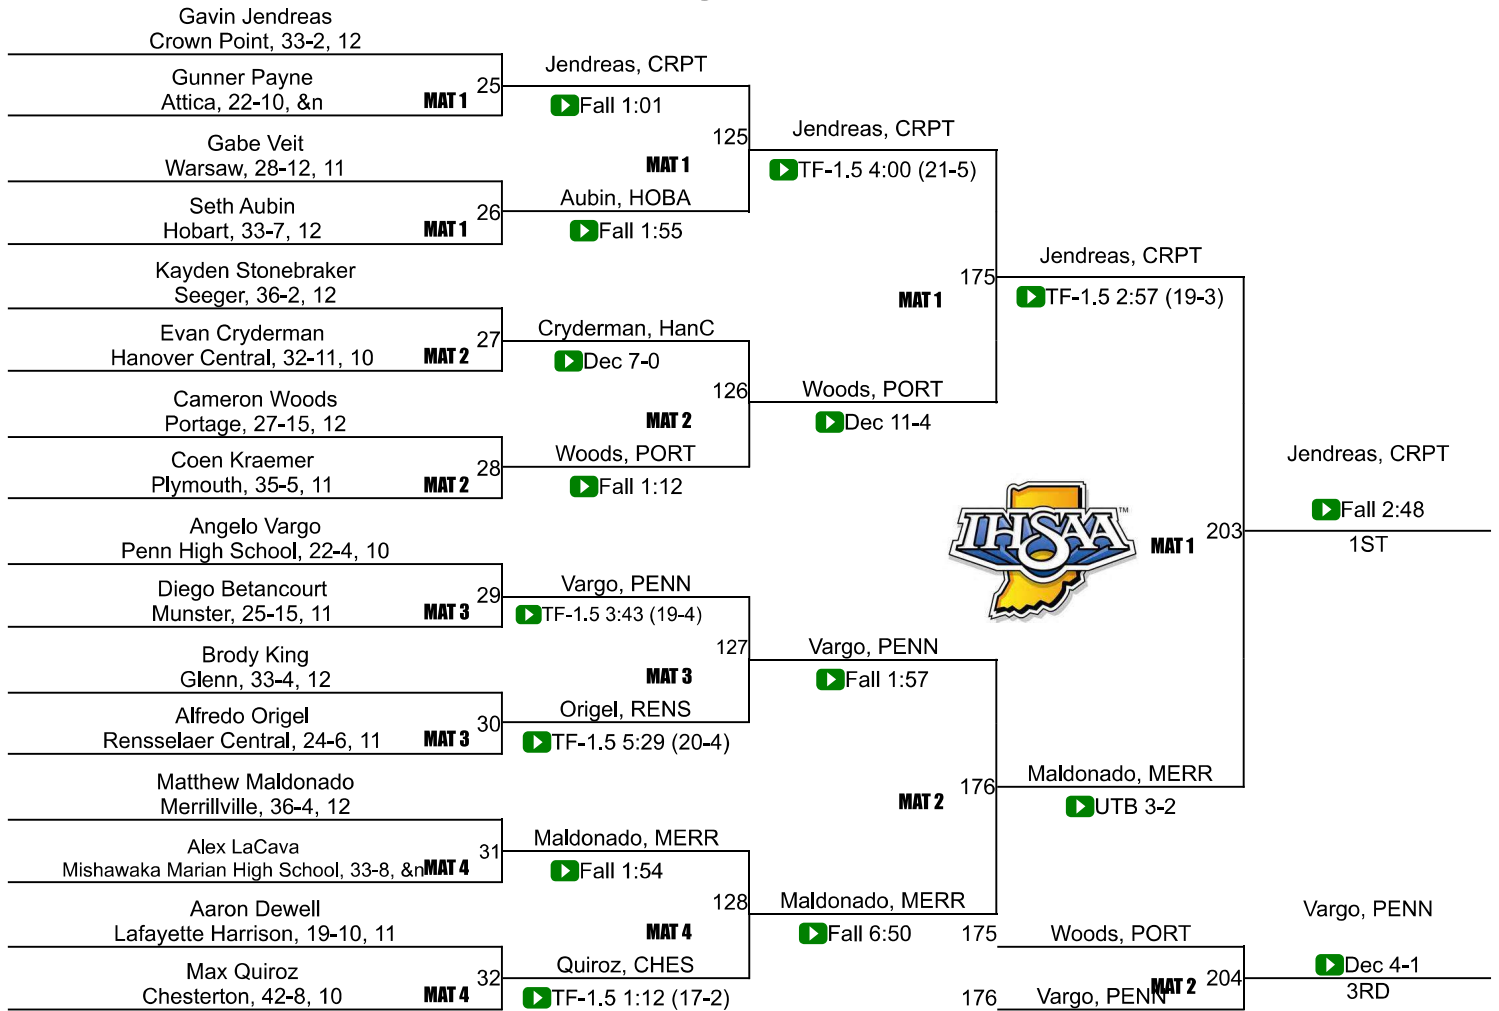 Gavin Jendreas
Crown Point, 33-2, 12
Gunner Payne
Attica, 22-10, &n
MAT 1
25
Jendreas, CRPT
Fall 1:01
Gabe Veit
Warsaw, 28-12, 11
Seth Aubin
Hobart, 33-7, 12
MAT 1
26
Aubin, HOBA
Fall 1:55
125
MAT 1
Jendreas, CRPT
TF-1.5 4:00 (21-5)
Kayden Stonebraker
Seeger, 36-2, 12
Evan Cryderman
Hanover Central, 32-11, 10
MAT 2
27
Cryderman, HanC
Dec 7-0
Cameron Woods
Portage, 27-15, 12
Coen Kraemer
Plymouth, 35-5, 11
MAT 2
28
Woods, PORT
Fall 1:12
126
MAT 2
Woods, PORT
Dec 11-4
175
MAT 1
Jendreas, CRPT
TF-1.5 2:57 (19-3)
Angelo Vargo
Penn High School, 22-4, 10
Diego Betancourt
Munster, 25-15, 11
MAT 3
29
Vargo, PENN
TF-1.5 3:43 (19-4)
Brody King
Glenn, 33-4, 12
Alfredo Origel
Rensselaer Central, 24-6, 11
MAT 3
30
Origel, RENS
TF-1.5 5:29 (20-4)
127
MAT 3
Vargo, PENN
Fall 1:57
Matthew Maldonado
Merrillville, 36-4, 12
Alex LaCava
Mishawaka Marian High School, 33-8, &n
MAT 4
31
Maldonado, MERR
Fall 1:54
Aaron Dewell
Lafayette Harrison, 19-10, 11
Max Quiroz
Chesterton, 42-8, 10
MAT 4
32
Quiroz, CHES
TF-1.5 1:12 (17-2)
128
MAT 4
Maldonado, MERR
Fall 6:50
176
MAT 2
Maldonado, MERR
UTB 3-2
IHSAA
TM
MAT 1
203
Jendreas, CRPT
Fall 2:48
1ST
175
Woods, PORT
176
Vargo, PENN
MAT 2
204
Vargo, PENN
Dec 4-1
3RD